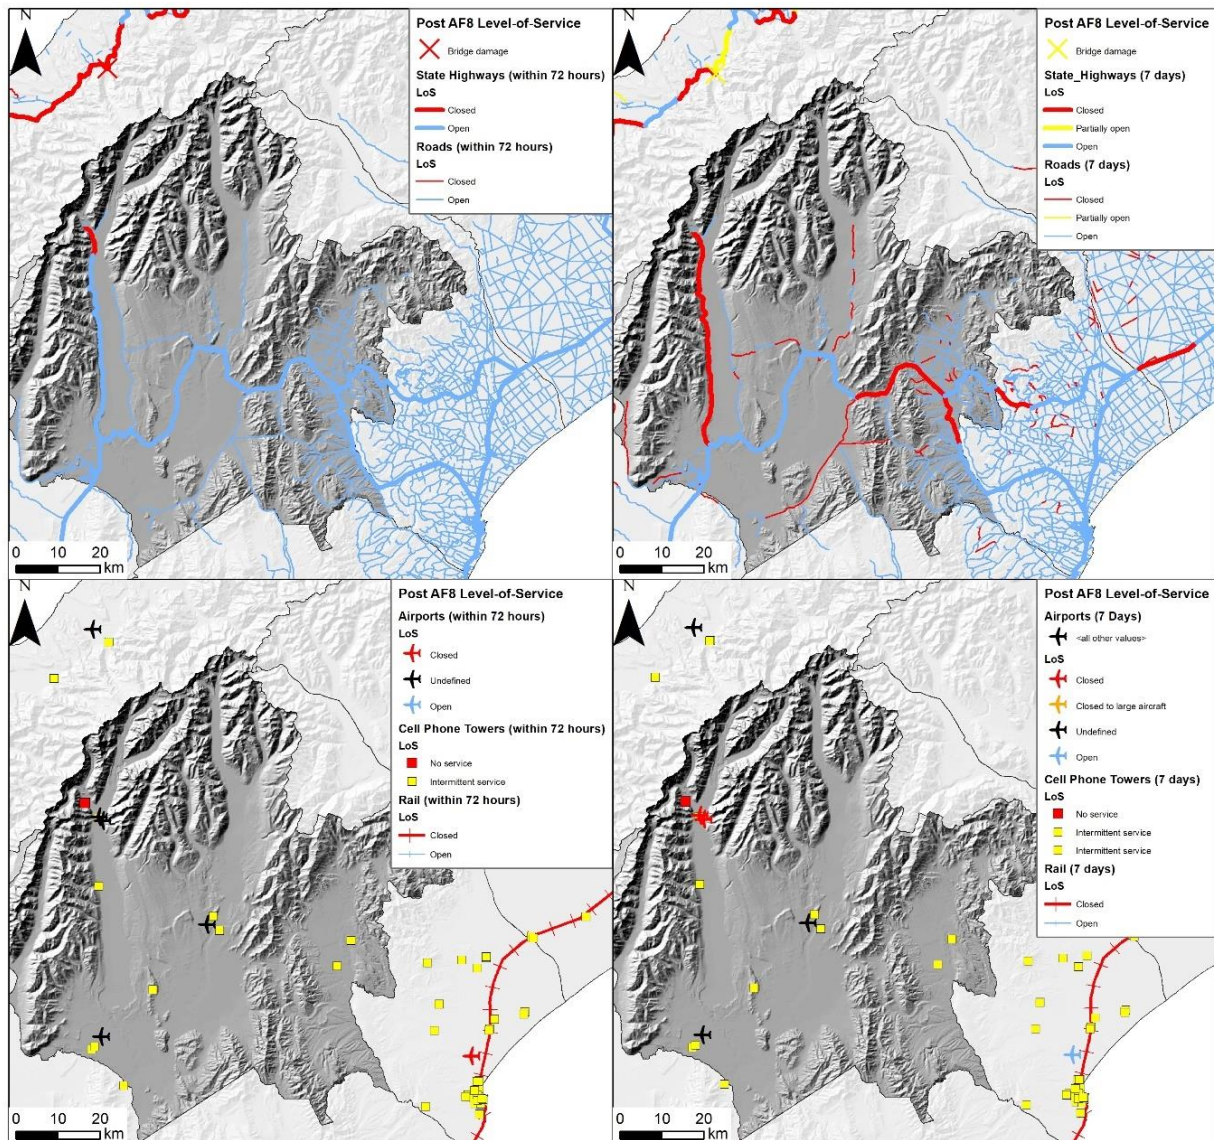 N
Post AF8 Level-of-Service
Bridge damage
State Highways (within 72 hours)
LoS
Closed
Open
Roads (within 72 hours)
LoS
Closed
Open
0 10 20
km
N
Post AF8 Level-of-Service
Bridge damage
State_Highways (7 days)
LoS
Closed
Partially open
Open
Roads (7 days)
LoS
Closed
Partially open
Open
0 10 20
km
N
Post AF8 Level-of-Service
Airports (within 72 hours)
LoS
Closed
Undefined
Open
Cell Phone Towers (within 72 hours)
LoS
No service
Intermittent service
Rail (within 72 hours)
LoS
Closed
Open
0 10 20
km
N
Post AF8 Level-of-Service
Airports (7 Days)
<all other values>
LoS
Closed
Closed to large aircraft
Undefined
Open
Cell Phone Towers (7 days)
LoS
No service
Intermittent service
Intermittent service
Rail (7 days)
LoS
Closed
Open
0 10 20
km